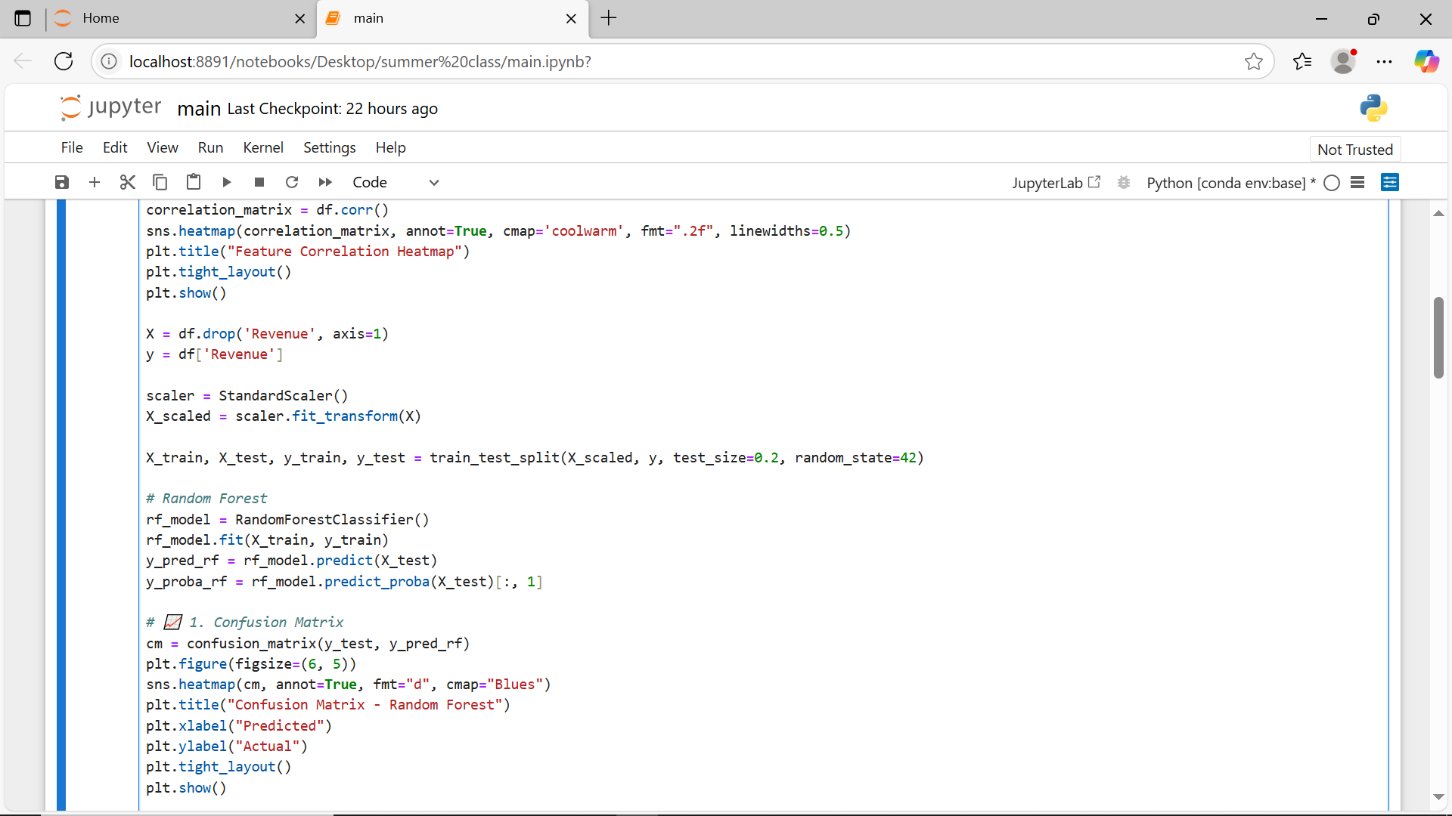 Home
main
localhost:8891/notebooks/Desktop/summer%20class/main.ipynb?
jupyter main Last Checkpoint: 22 hours ago
File Edit View Run Kernel Settings Help
Not Trusted
Code
JupyterLab
Python [conda env:base] *
correlation_matrix = df.corr()
sns.heatmap(correlation_matrix, annot=True, cmap='coolwarm', fmt=".2f", linewidths=0.5)
plt.title("Feature Correlation Heatmap")
plt.tight_layout()
plt.show()
X = df.drop('Revenue', axis=1)
y = df['Revenue']
scaler = StandardScaler()
X_scaled = scaler.fit_transform(X)
X_train, X_test, y_train, y_test = train_test_split(X_scaled, y, test_size=0.2, random_state=42)
# Random Forest
rf_model = RandomForestClassifier()
rf_model.fit(X_train, y_train)
y_pred_rf = rf_model.predict(X_test)
y_proba_rf = rf_model.predict_proba(X_test)[:, 1]
# 📈 1. Confusion Matrix
cm = confusion_matrix(y_test, y_pred_rf)
plt.figure(figsize=(6, 5))
sns.heatmap(cm, annot=True, fmt="d", cmap="Blues")
plt.title("Confusion Matrix - Random Forest")
plt.xlabel("Predicted")
plt.ylabel("Actual")
plt.tight_layout()
plt.show()